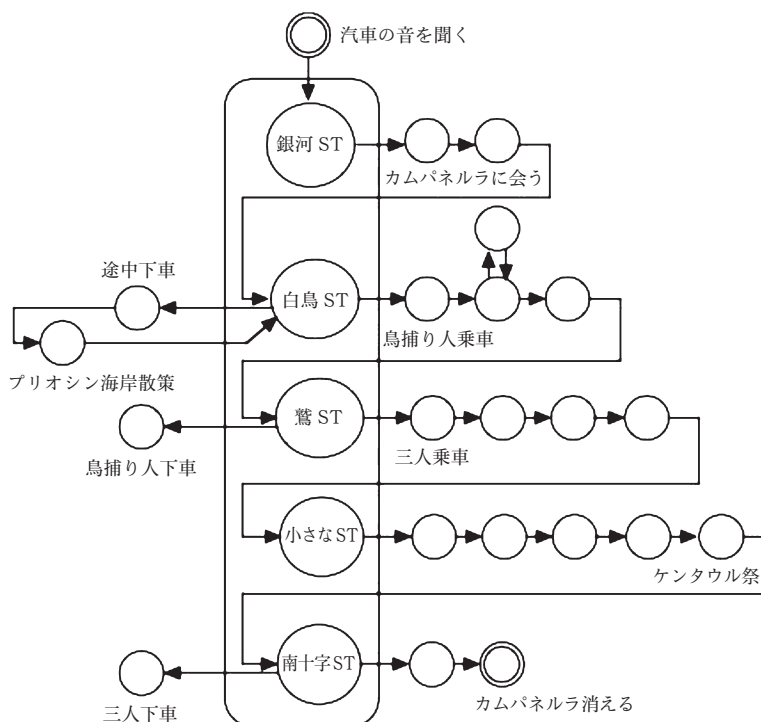 汽車の音を聞く
銀河 ST
カムパネルラに会う
途中下車
白鳥 ST
鳥捕り人乗車
プリオシン海岸散策
鷲 ST
鳥捕り人下車
三人乗車
小さな ST
ケンタウル祭
南十字 ST
三人下車
カムパネルラ消える